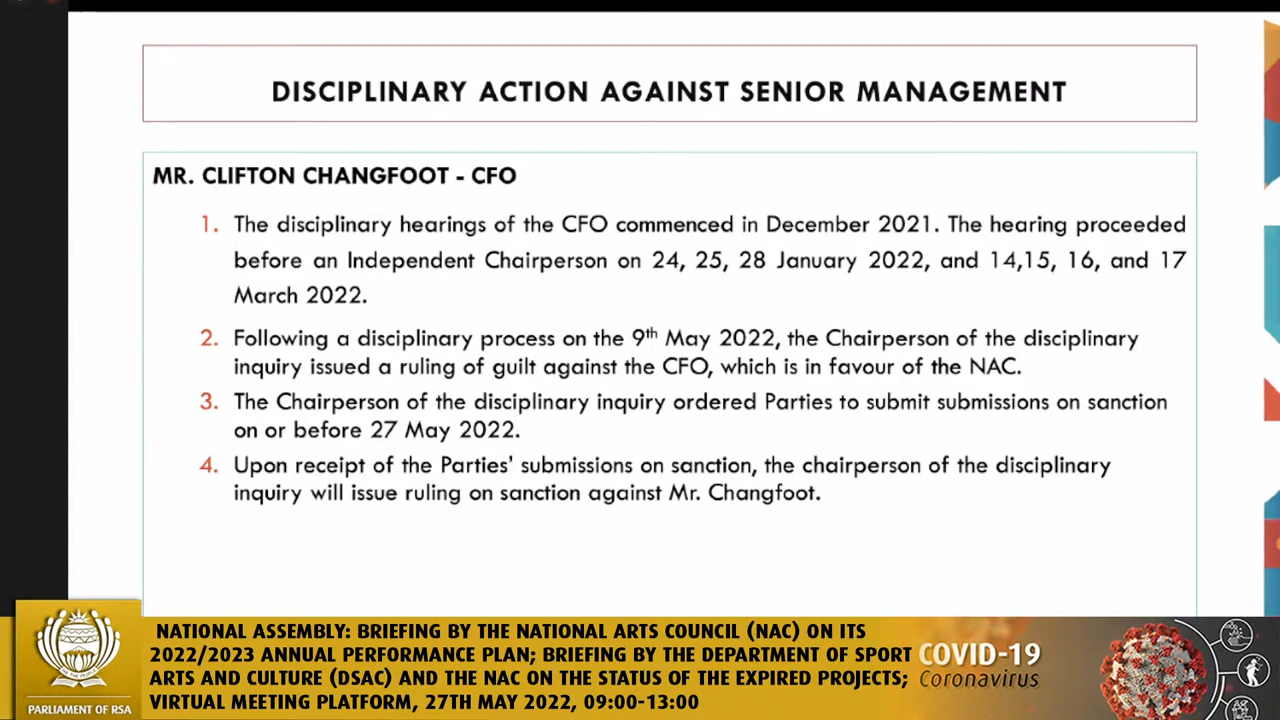 DISCIPLINARY ACTION AGAINST SENIOR MANAGEMENT
MR. CLIFTON CHANGFOOT - CFO
1. The disciplinary hearings of the CFO commenced in December 2021. The hearing proceeded
before an Independent Chairperson on 24, 25, 28 January 2022, and 14,15, 16, and 17
March 2022.
2. Following a disciplinary process on the 9th May 2022, the Chairperson of the disciplinary
inquiry issued a ruling of guilt against the CFO, which is in favour of the NAC.
3. The Chairperson of the disciplinary inquiry ordered Parties to submit submissions on sanction
on or before 27 May 2022.
4. Upon receipt of the Parties' submissions on sanction, the chairperson of the disciplinary
inquiry will issue ruling on sanction against Mr. Changfoot.
NATIONAL ASSEMBLY: BRIEFING BY THE NATIONAL ARTS COUNCIL (NAC) ON ITS
2022/2023 ANNUAL PERFORMANCE PLAN; BRIEFING BY THE DEPARTMENT OF SPORT
ARTS AND CULTURE (DSAC) AND THE NAC ON THE STATUS OF THE EXPIRED PROJECTS;
VIRTUAL MEETING PLATFORM, 27TH MAY 2022, 09:00-13:00
PARLIAMENT OF RSA
COVID-19
Coronavirus